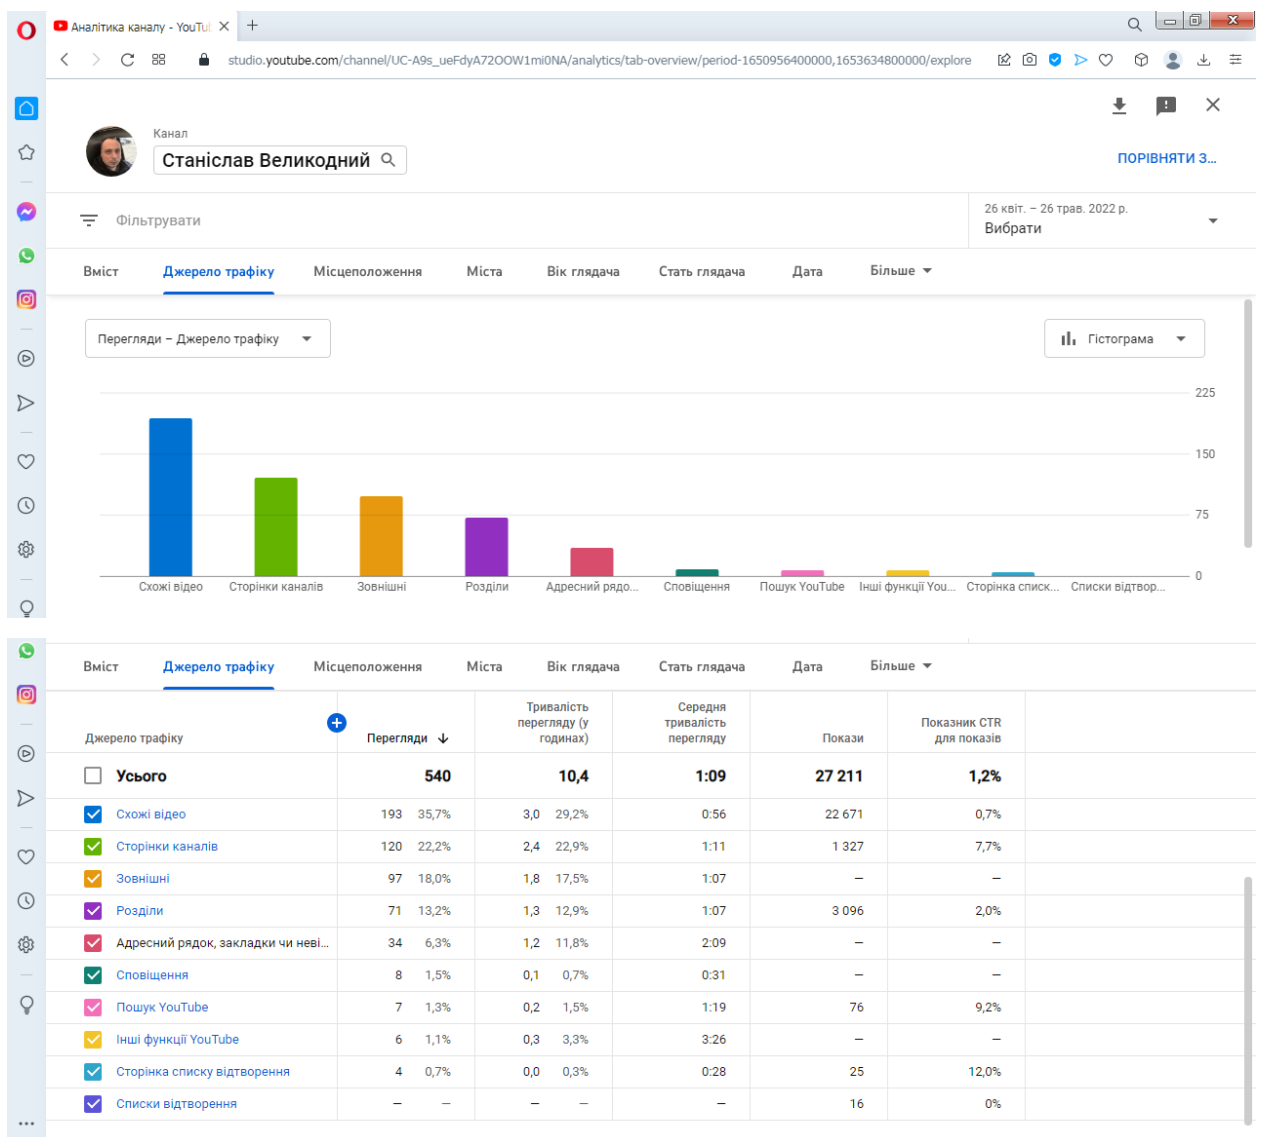 Аналітика каналу - YouTu
studio.youtube.com/channel/UC-A9s_ueFdyA72OOW1mi0NA/analytics/tab-overview/period-1650956400000,1653634800000/explore
Канал
Станіслав Великодний
ПОРІВНЯТИ З...
Фільтрувати
26 квіт. – 26 трав. 2022 р.
Вибрати
Вміст Джерело трафіку Місцеположення Міста Вік глядача Стать глядача Дата Більше
Перегляди – Джерело трафіку
Гістограма
225
150
75
0
Схожі відео Сторінки каналів Зовнішні Розділи Адресний рядо... Сповіщення Пошук YouTube Інші функції You... Сторінка списк... Списки відтвор...
Вміст Джерело трафіку Місцеположення Міста Вік глядача Стать глядача Дата Більше
Джерело трафіку
Перегляди
Тривалість
перегляду (у
годинах)
Середня
тривалість
перегляду
Покази
Показник CTR
для показів
Усього 540 10,4 1:09 27 211 1,2%
Схожі відео 193 35,7% 3,0 29,2% 0:56 22 671 0,7%
Сторінки каналів 120 22,2% 2,4 22,9% 1:11 1 327 7,7%
Зовнішні 97 18,0% 1,8 17,5% 1:07 – –
Розділи 71 13,2% 1,3 12,9% 1:07 3 096 2,0%
Адресний рядок, закладки чи неві... 34 6,3% 1,2 11,8% 2:09 – –
Сповіщення 8 1,5% 0,1 0,7% 0:31 – –
Пошук YouTube 7 1,3% 0,2 1,5% 1:19 76 9,2%
Інші функції YouTube 6 1,1% 0,3 3,3% 3:26 – –
Сторінка списку відтворення 4 0,7% 0,0 0,3% 0:28 25 12,0%
Списки відтворення – – – – – 16 0%